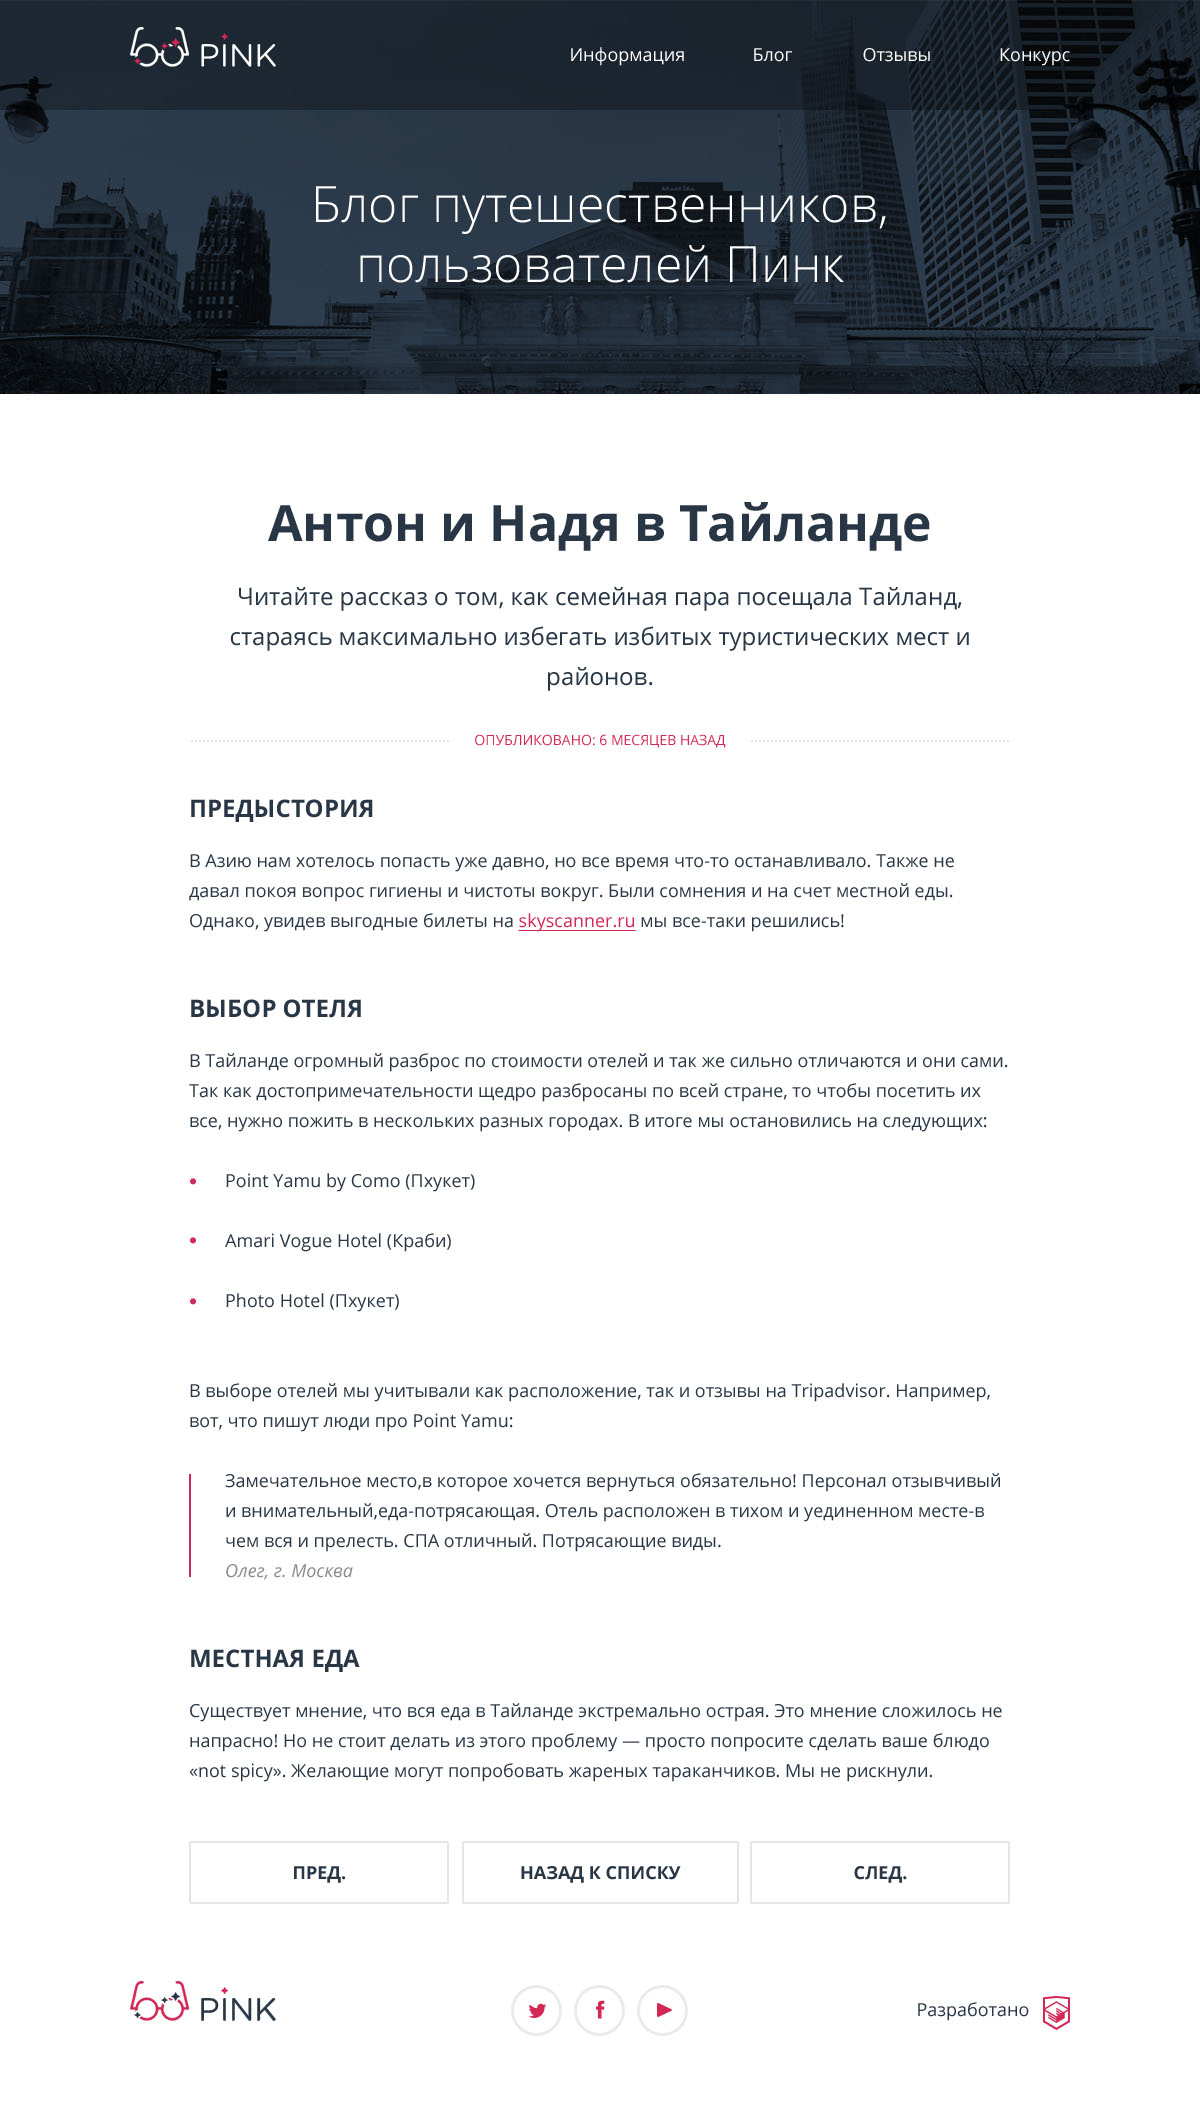 PINK
Информация Блог Отзывы Конкурс
Блог путешественников,
пользователей Пинк
Антон и Надя в Тайланде
Читайте рассказ о том, как семейная пара посещала Тайланд,
стараясь максимально избегать избитых туристических мест и
районов.
ОПУБЛИКОВАНО: 6 МЕСЯЦЕВ НАЗАД
ПРЕДЫСТОРИЯ
В Азию нам хотелось попасть уже давно, но все время что-то останавливало. Также не
давал покоя вопрос гигиены и чистоты вокруг. Были сомнения и на счет местной еды.
Однако, увидев выгодные билеты на skyscanner.ru мы все-таки решились!
ВЫБОР ОТЕЛЯ
В Тайланде огромный разброс по стоимости отелей и так же сильно отличаются и они сами.
Так как достопримечательности щедро разбросаны по всей стране, то чтобы посетить их
все, нужно пожить в нескольких разных городах. В итоге мы остановились на следующих:
• Point Yamu by Como (Пхукет)
• Amari Vogue Hotel (Краби)
• Photo Hotel (Пхукет)
В выборе отелей мы учитывали как расположение, так и отзывы на Tripadvisor. Например,
вот, что пишут люди про Point Yamu:
Замечательное место,в которое хочется вернуться обязательно! Персонал отзывчивый
и внимательный,еда-потрясающая. Отель расположен в тихом и уединенном месте-в
чем вся и прелесть. СПА отличный. Потрясающие виды.
Олег, г. Москва
МЕСТНАЯ ЕДА
Существует мнение, что вся еда в Тайланде экстремально острая. Это мнение сложилось не
напрасно! Но не стоит делать из этого проблему — просто попросите сделать ваше блюдо
«not spicy». Желающие могут попробовать жареных тараканчиков. Мы не рискнули.
ПРЕД. НАЗАД К СПИСКУ СЛЕД.
PINK
Разработано